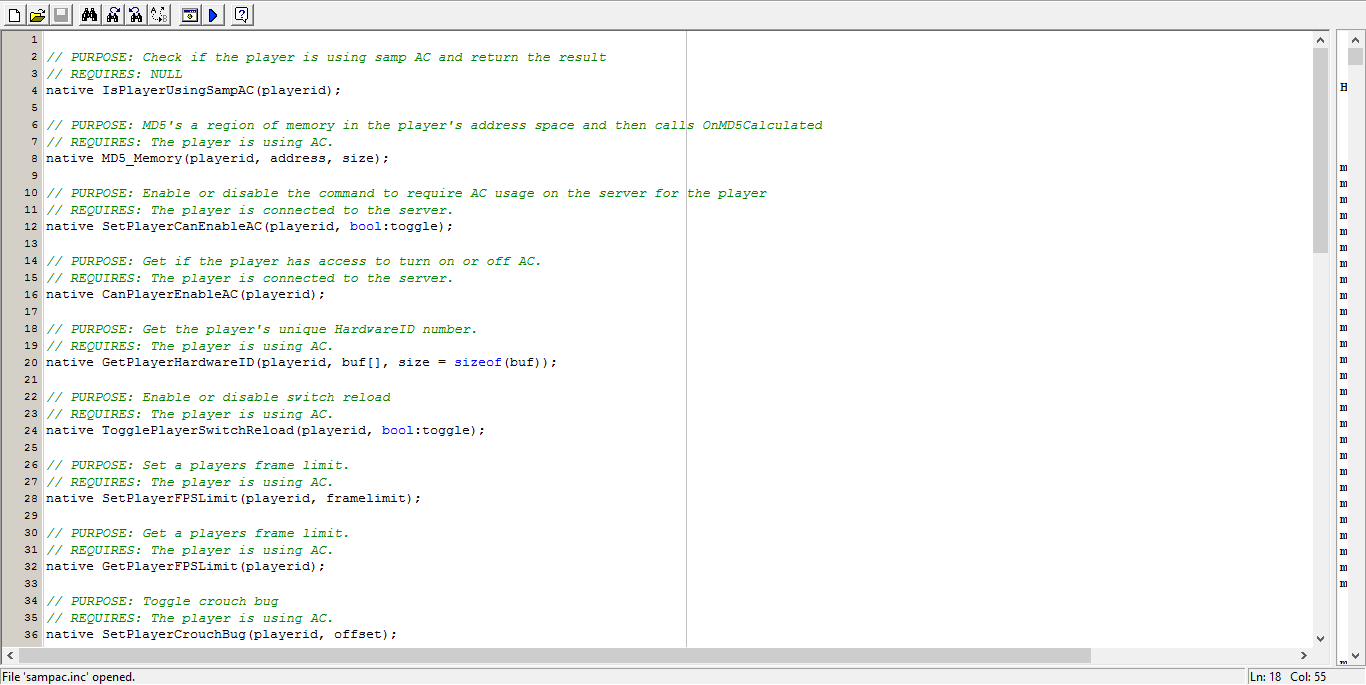 1
2 // PURPOSE: Check if the player is using samp AC and return the result
3 // REQUIRES: NULL
4 native IsPlayerUsingSampAC(playerid);
5
6 // PURPOSE: MD5's a region of memory in the player's address space and then calls OnMD5Calculated
7 // REQUIRES: The player is using AC.
8 native MD5_Memory(playerid, address, size);
9
10 // PURPOSE: Enable or disable the command to require AC usage on the server for the player
11 // REQUIRES: The player is connected to the server.
12 native SetPlayerCanEnableAC(playerid, bool:toggle);
13
14 // PURPOSE: Get if the player has access to turn on or off AC.
15 // REQUIRES: The player is connected to the server.
16 native CanPlayerEnableAC(playerid);
17
18 // PURPOSE: Get the player's unique HardwareID number.
19 // REQUIRES: The player is using AC.
20 native GetPlayerHardwareID(playerid, buf[], size = sizeof(buf));
21
22 // PURPOSE: Enable or disable switch reload
23 // REQUIRES: The player is using AC.
24 native TogglePlayerSwitchReload(playerid, bool:toggle);
25
26 // PURPOSE: Set a players frame limit.
27 // REQUIRES: The player is using AC.
28 native SetPlayerFPSLimit(playerid, framelimit);
29
30 // PURPOSE: Get a players frame limit.
31 // REQUIRES: The player is using AC.
32 native GetPlayerFPSLimit(playerid);
33
34 // PURPOSE: Toggle crouch bug
35 // REQUIRES: The player is using AC.
36 native SetPlayerCrouchBug(playerid, offset);
File 'sampac.inc' opened.
Ln: 18 Col: 55